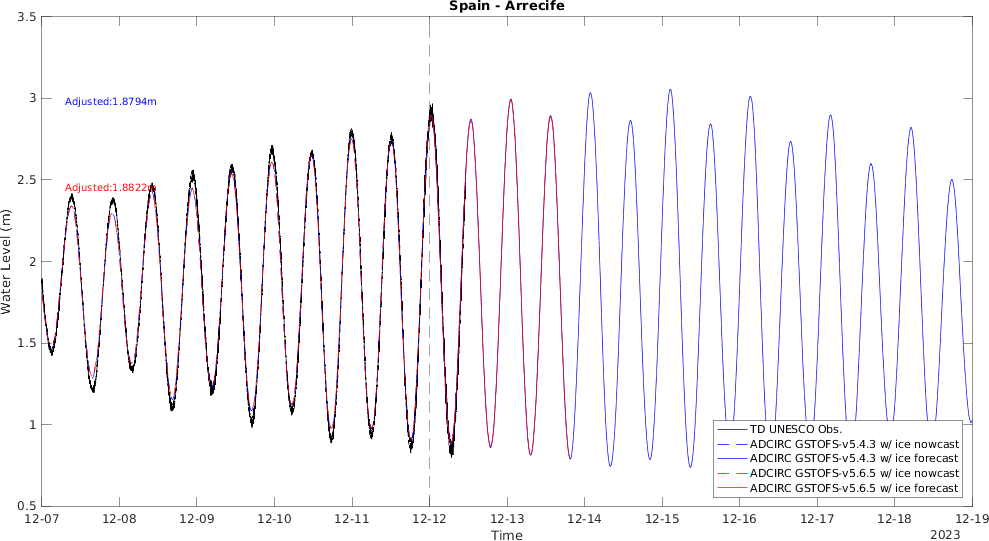 Spain - Arrecife
3.5
3
2.5
2
1.5
1
0.5
Water Level (m)
Adjusted:1.8794m
Adjusted:1.8822m
TD UNESCO Obs.
ADCIRC GSTOFS-v5.4.3 w/ ice nowcast
ADCIRC GSTOFS-v5.4.3 w/ ice forecast
ADCIRC GSTOFS-v5.6.5 w/ ice nowcast
ADCIRC GSTOFS-v5.6.5 w/ ice forecast
12-07 12-08 12-09 12-10 12-11 12-12 12-13 12-14 12-15 12-16 12-17 12-18 12-19
Time
2023